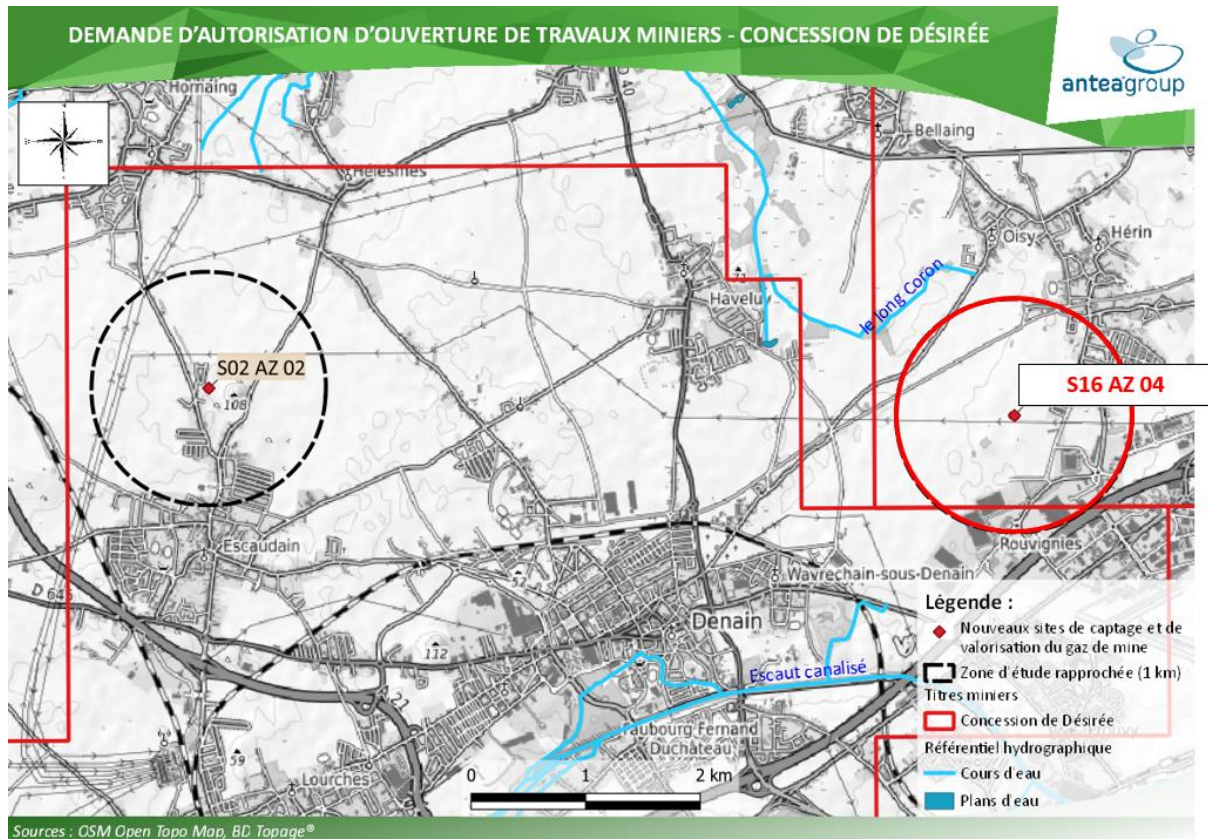 DEMANDE D'AUTORISATION D'OUVERTURE DE TRAVAUX MINIERS - CONCESSION DE DÉSIRÉE
anteagroup
Hornaing
40
Bellaing
Hélesmes
Oisy
Hérin
71
Haveluy
le long Coron
S02 AZ 02
108
S16 AZ 04
Escaudain
Rouvignies
D 645
57
Wavrechain-sous-Denain
Denain
112
Escaut canalisé
59
Lourches
Faubourg Fernand
Duchâteau
0 1 2 km
Légende :
Nouveaux sites de captage et de
valorisation du gaz de mine
Zone d'étude rapprochée (1 km)
Titres miniers
Concession de Désirée
Référentiel hydrographique
Cours d'eau
Plans d'eau
Sources : OSM Open Topo Map, BD Topage®